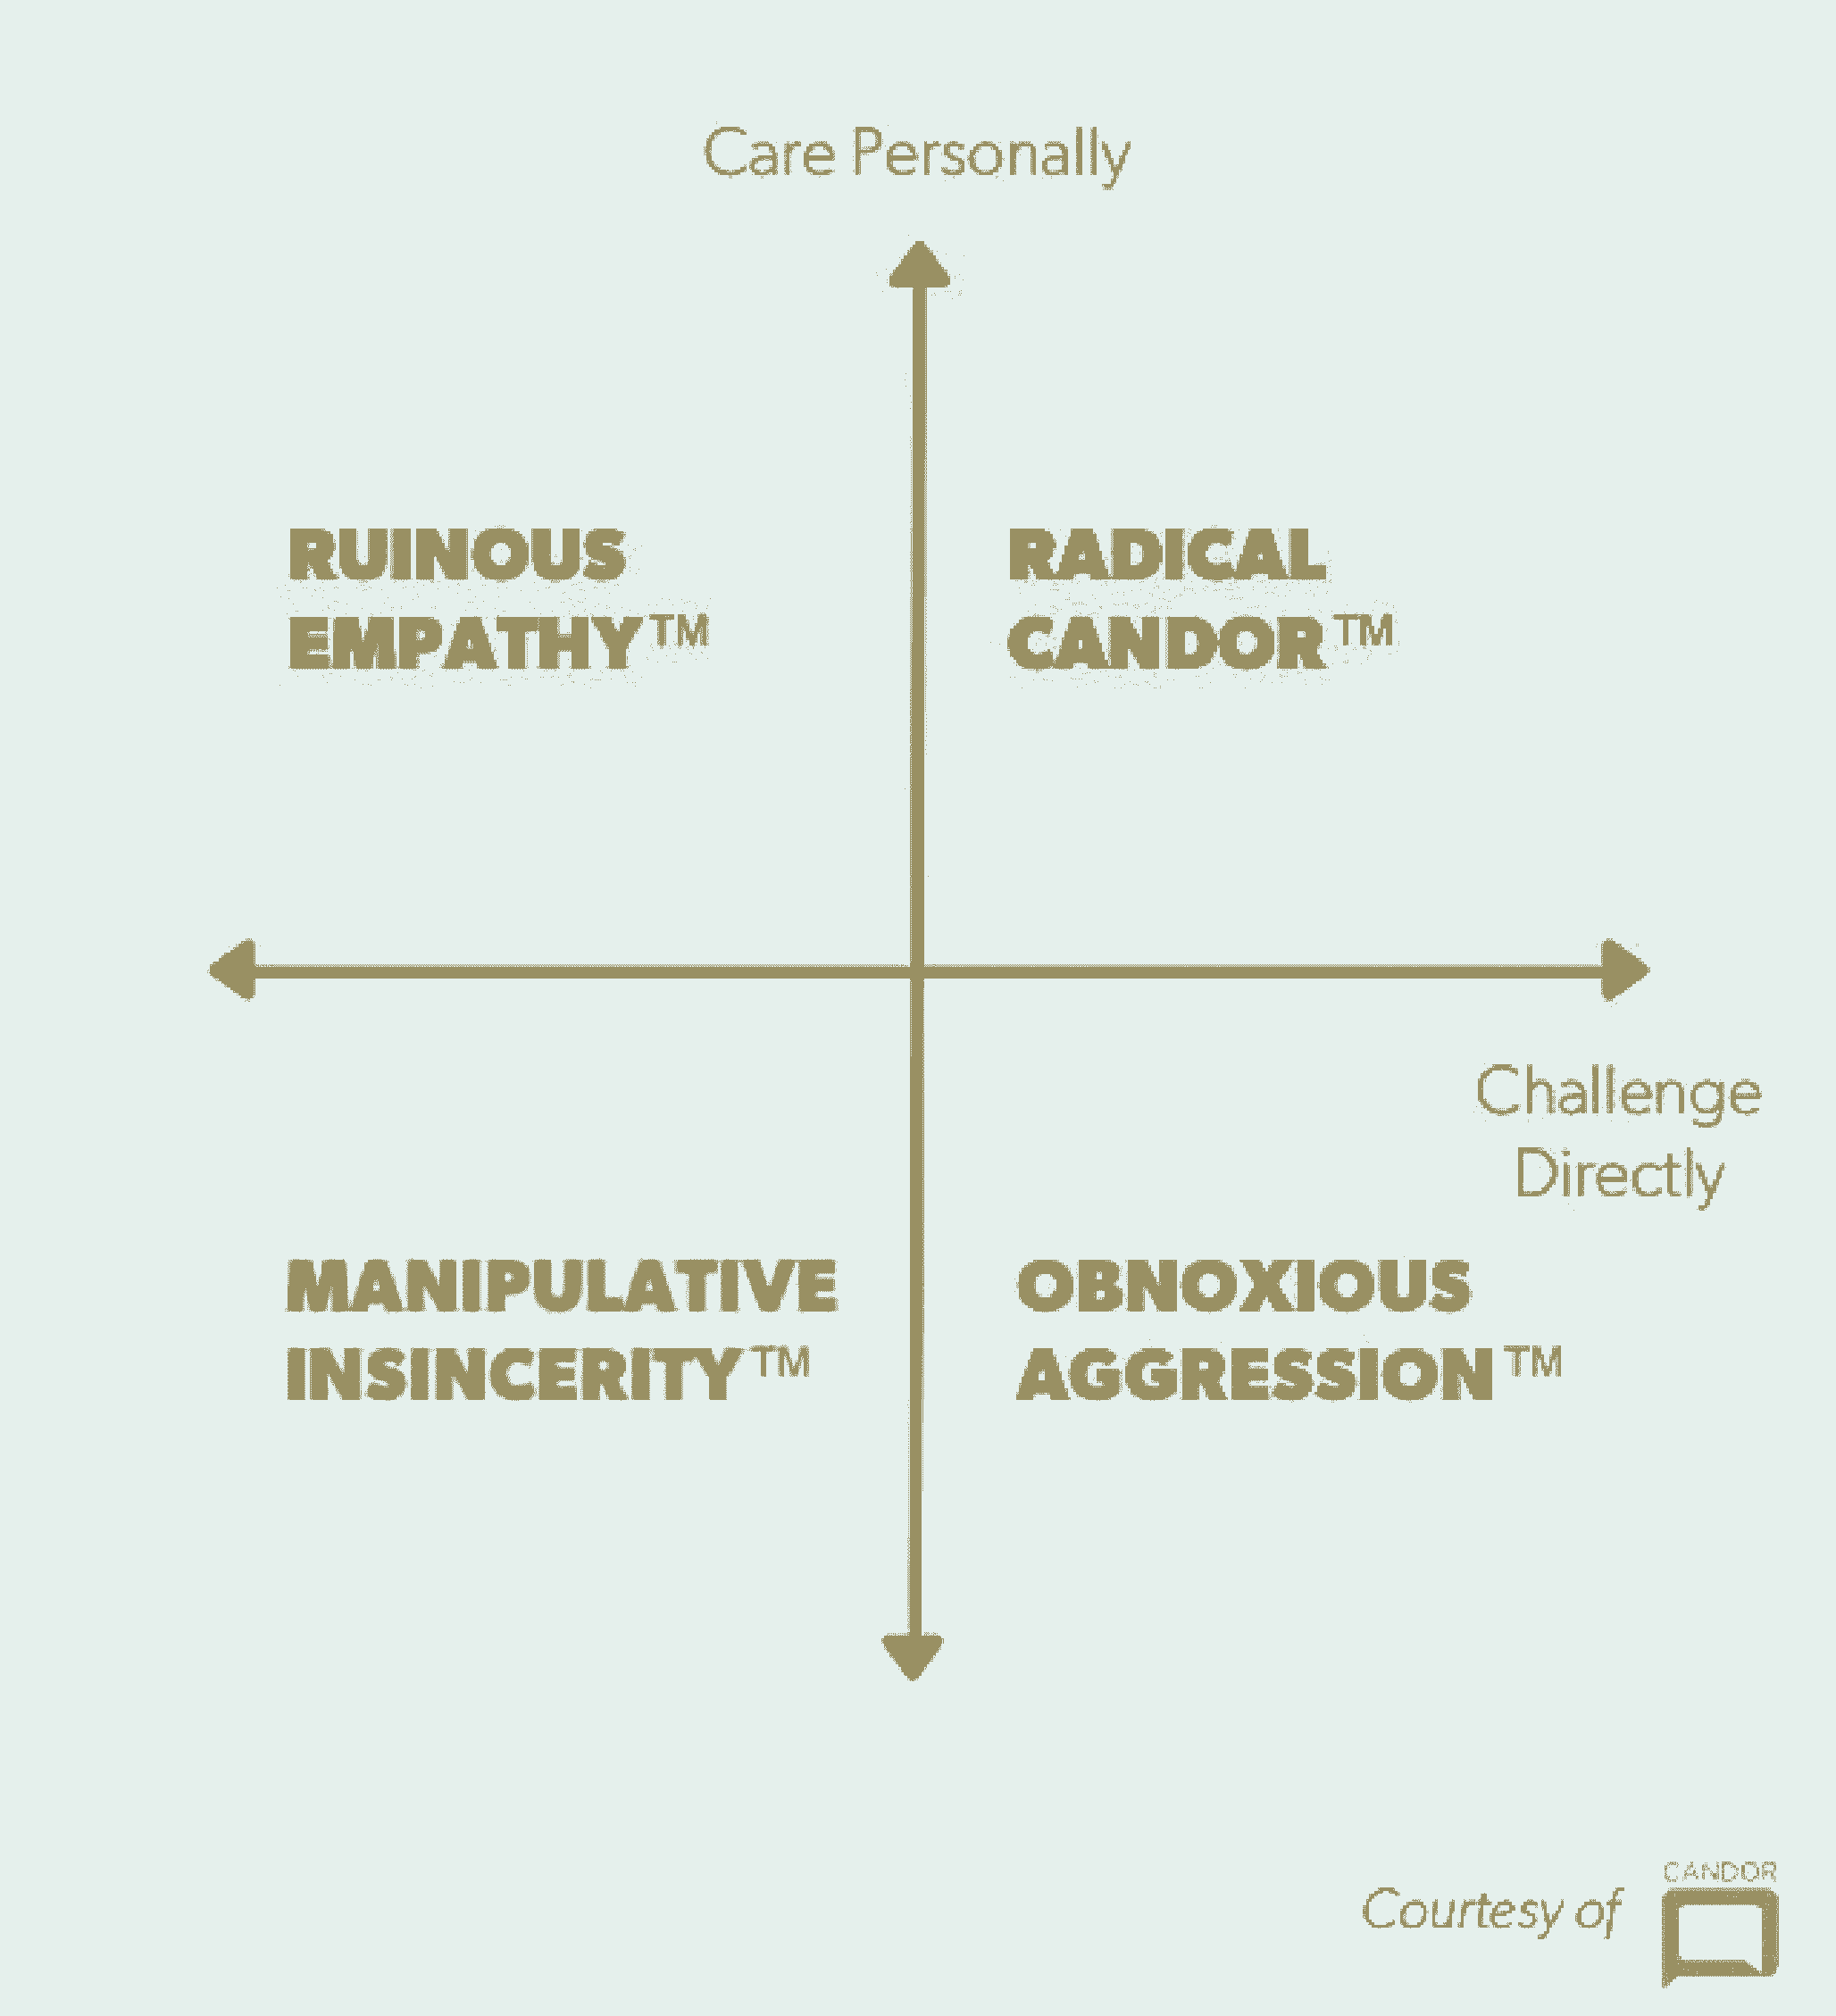 Care Personally
RUINOUS
EMPATHY™
RADICAL
CANDOR™
Challenge
Directly
MANIPULATIVE
INSINCERITY™
OBNOXIOUS
AGGRESSION™
Courtesy of
CANDOR